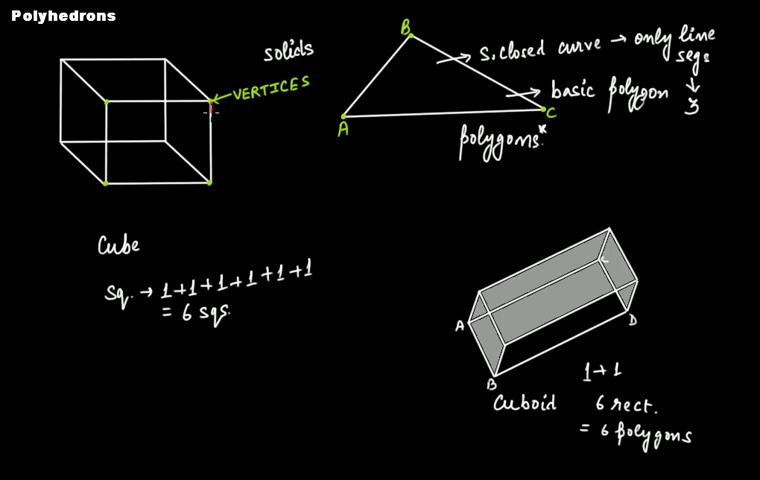 Polyhedrons
solids
VERTICES
B
A
C
S.closed curve → only line
segs
↓
3
basic polygon
polygons*
Cube
Sq. → 1+1+1+1+1+1
= 6 sqs.
A
B
C
D
1+1
Cuboid
6 rect.
= 6 polygons